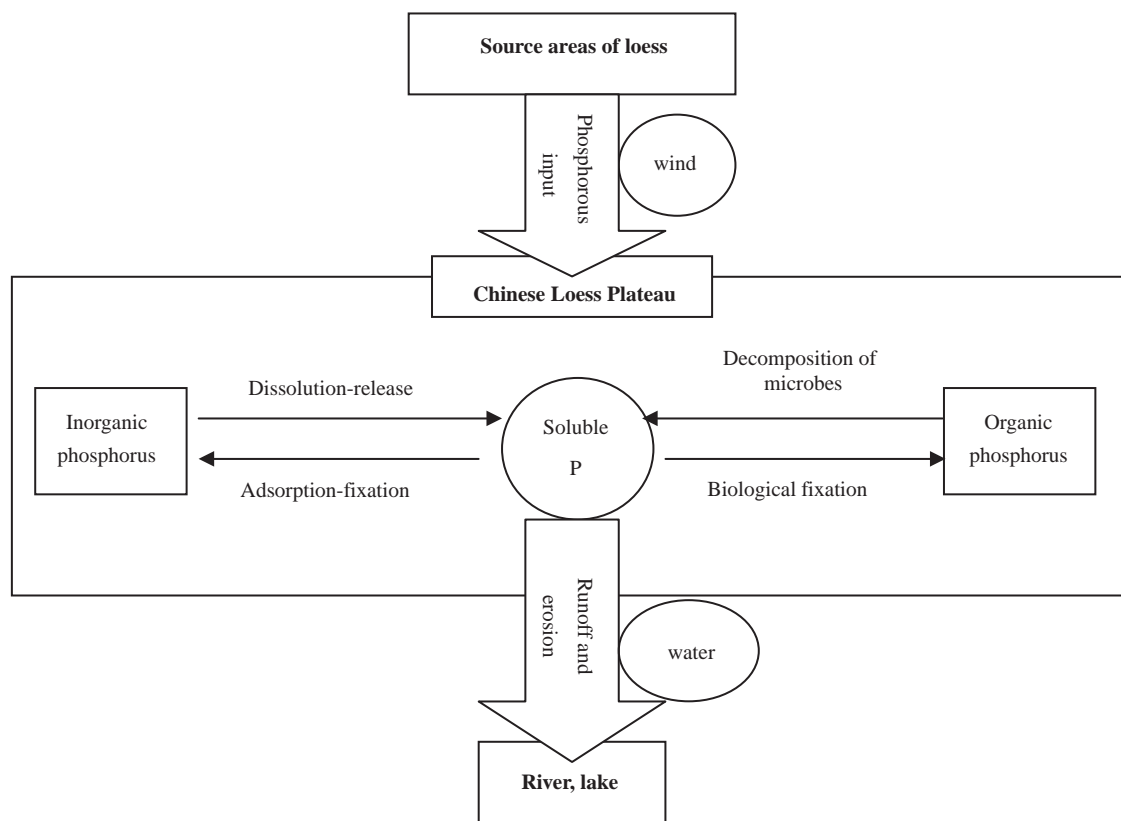 Source areas of loess
Phosphorous
input
wind
Chinese Loess Plateau
Decomposition of
microbes
Dissolution-release
Inorganic
phosphorus
Soluble
P
Organic
phosphorus
Adsorption-fixation
Biological fixation
Runoff and
erosion
water
River, lake